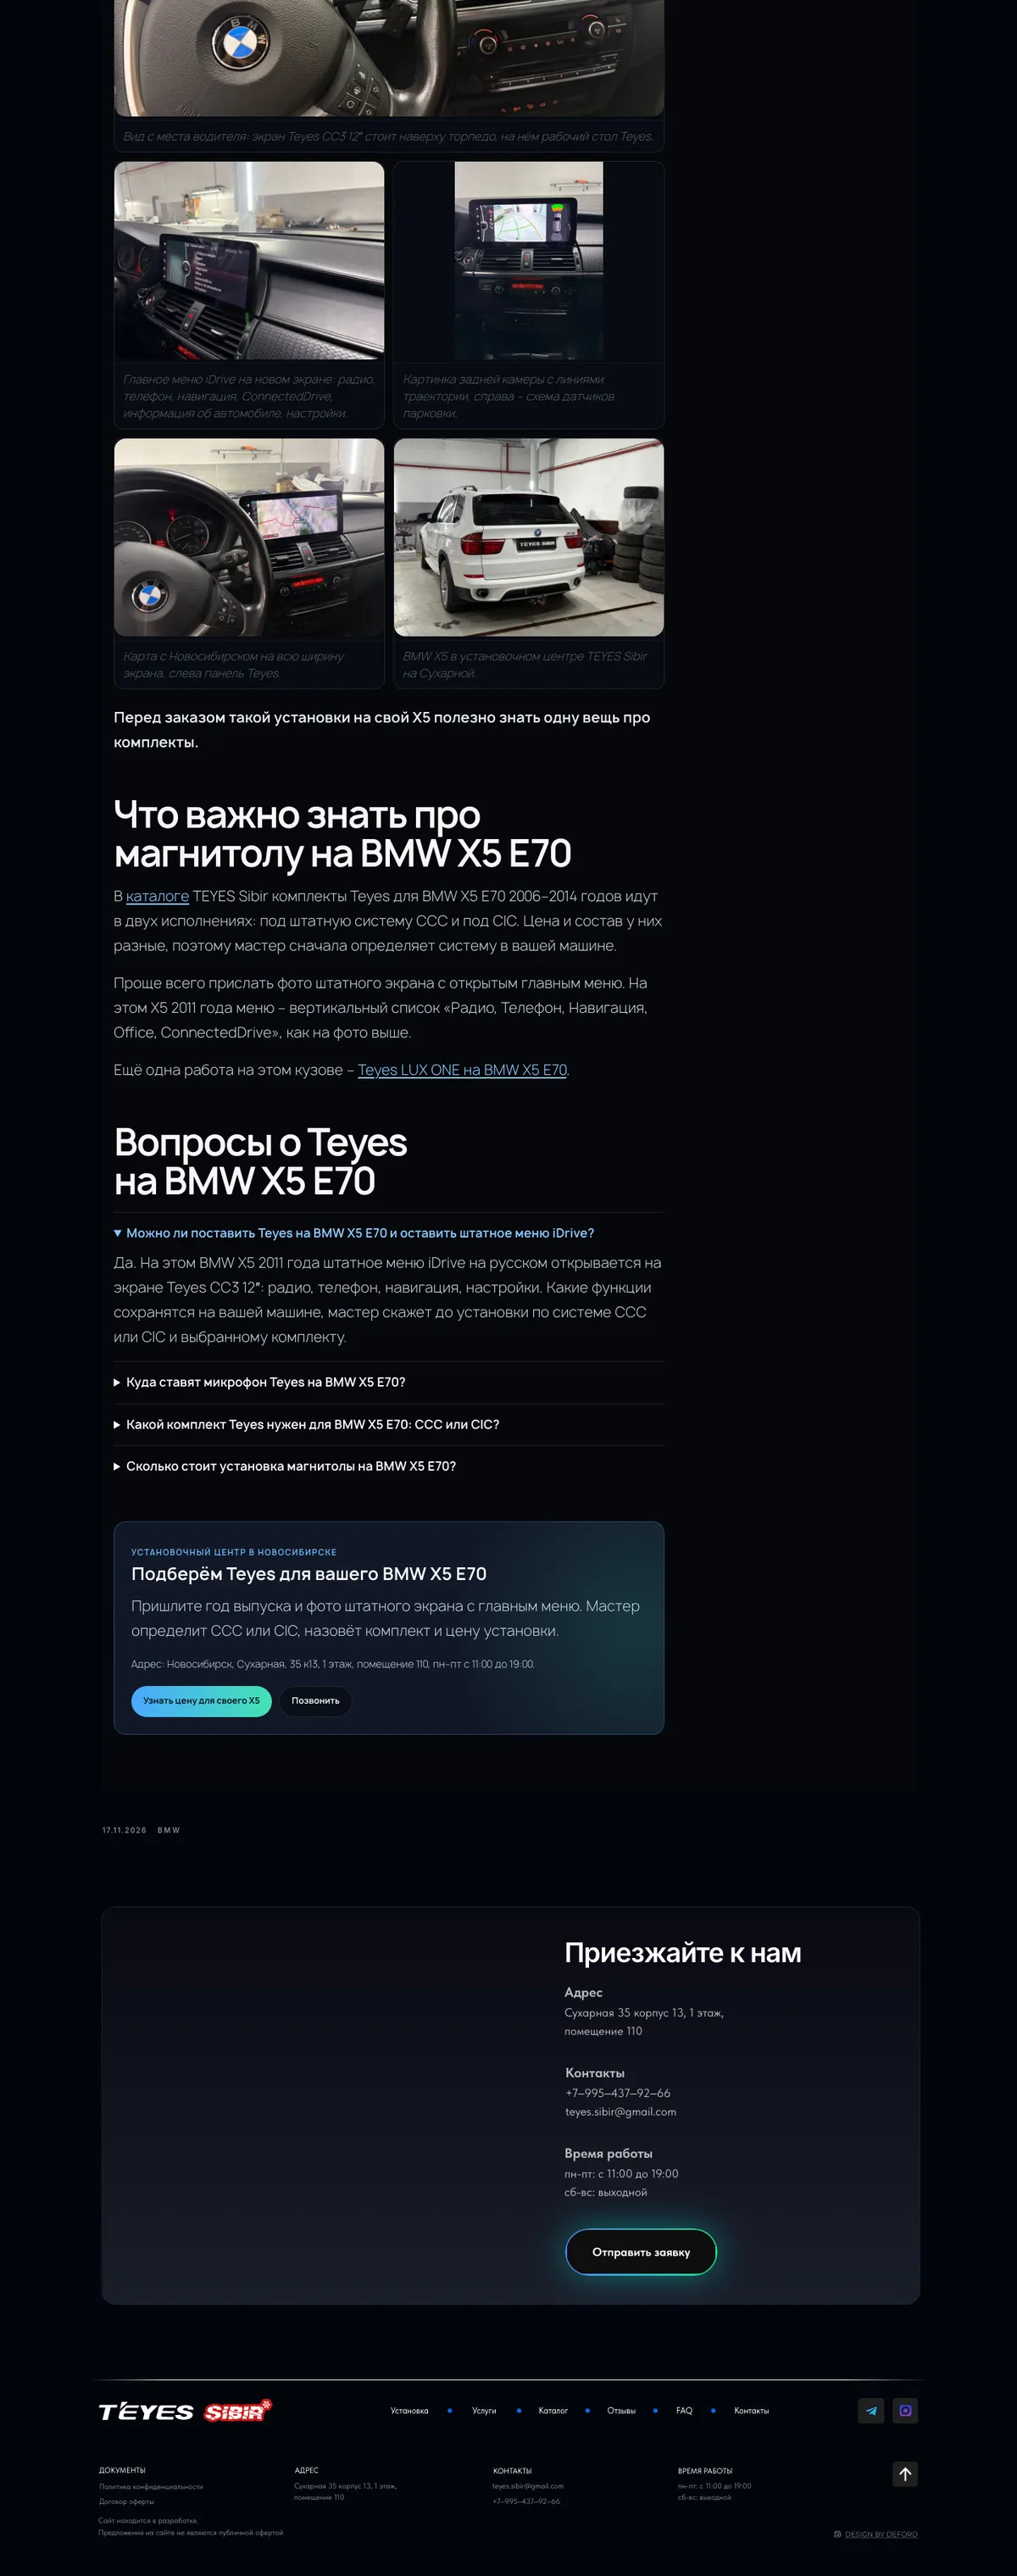 BMW
Вид с места водителя: экран Teyes CC3 12″ стоит наверху торпедо, на нём рабочий стол Teyes.
Главное меню iDrive на новом экране: радио,
телефон, навигация, ConnectedDrive,
информация об автомобиле, настройки.
Картинка задней камеры с линиями
траектории, справа – схема датчиков
парковки.
TEYES SIBIR
Карта с Новосибирском на всю ширину
экрана, слева панель Teyes.
BMW X5 в установочном центре TEYES Sibir
на Сухарной.
Перед заказом такой установки на свой X5 полезно знать одну вещь про
комплекты.
Что важно знать про
магнитолу на BMW X5 E70
В каталоге TEYES Sibir комплекты Teyes для BMW X5 E70 2006–2014 годов идут
в двух исполнениях: под штатную систему CCC и под CIC. Цена и состав у них
разные, поэтому мастер сначала определяет систему в вашей машине.
Проще всего прислать фото штатного экрана с открытым главным меню. На
этом X5 2011 года меню – вертикальный список «Радио, Телефон, Навигация,
Office, ConnectedDrive», как на фото выше.
Ещё одна работа на этом кузове – Teyes LUX ONE на BMW X5 E70.
Вопросы о Teyes
на BMW X5 E70
▼ Можно ли поставить Teyes на BMW X5 E70 и оставить штатное меню iDrive?
Да. На этом BMW X5 2011 года штатное меню iDrive на русском открывается на
экране Teyes CC3 12″: радио, телефон, навигация, настройки. Какие функции
сохранятся на вашей машине, мастер скажет до установки по системе CCC
или CIC и выбранному комплекту.
▶ Куда ставят микрофон Teyes на BMW X5 E70?
▶ Какой комплект Teyes нужен для BMW X5 E70: CCC или CIC?
▶ Сколько стоит установка магнитолы на BMW X5 E70?
УСТАНОВОЧНЫЙ ЦЕНТР В НОВОСИБИРСКЕ
Подберём Teyes для вашего BMW X5 E70
Пришлите год выпуска и фото штатного экрана с главным меню. Мастер
определит CCC или CIC, назовёт комплект и цену установки.
Адрес: Новосибирск, Сухарная, 35 к13, 1 этаж, помещение 110, пн–пт с 11:00 до 19:00.
Узнать цену для своего X5 Позвонить
17.11.2026 BMW
Приезжайте к нам
Адрес
Сухарная 35 корпус 13, 1 этаж,
помещение 110
Контакты
+7–995–437–92–66
teyes.sibir@gmail.com
Время работы
пн-пт: с 11:00 до 19:00
сб-вс: выходной
Отправить заявку
TEYES SIBIR
Установка • Услуги • Каталог • Отзывы • FAQ • Контакты
ДОКУМЕНТЫ
Политика конфиденциальности
Договор оферты
Сайт находится в разработке.
Предложения на сайте не являются публичной офертой
АДРЕС
Сухарная 35 корпус 13, 1 этаж,
помещение 110
КОНТАКТЫ
teyes.sibir@gmail.com
+7–995–437–92–66
ВРЕМЯ РАБОТЫ
пн-пт: с 11:00 до 19:00
сб-вс: выходной
DESIGN BY DEFORD